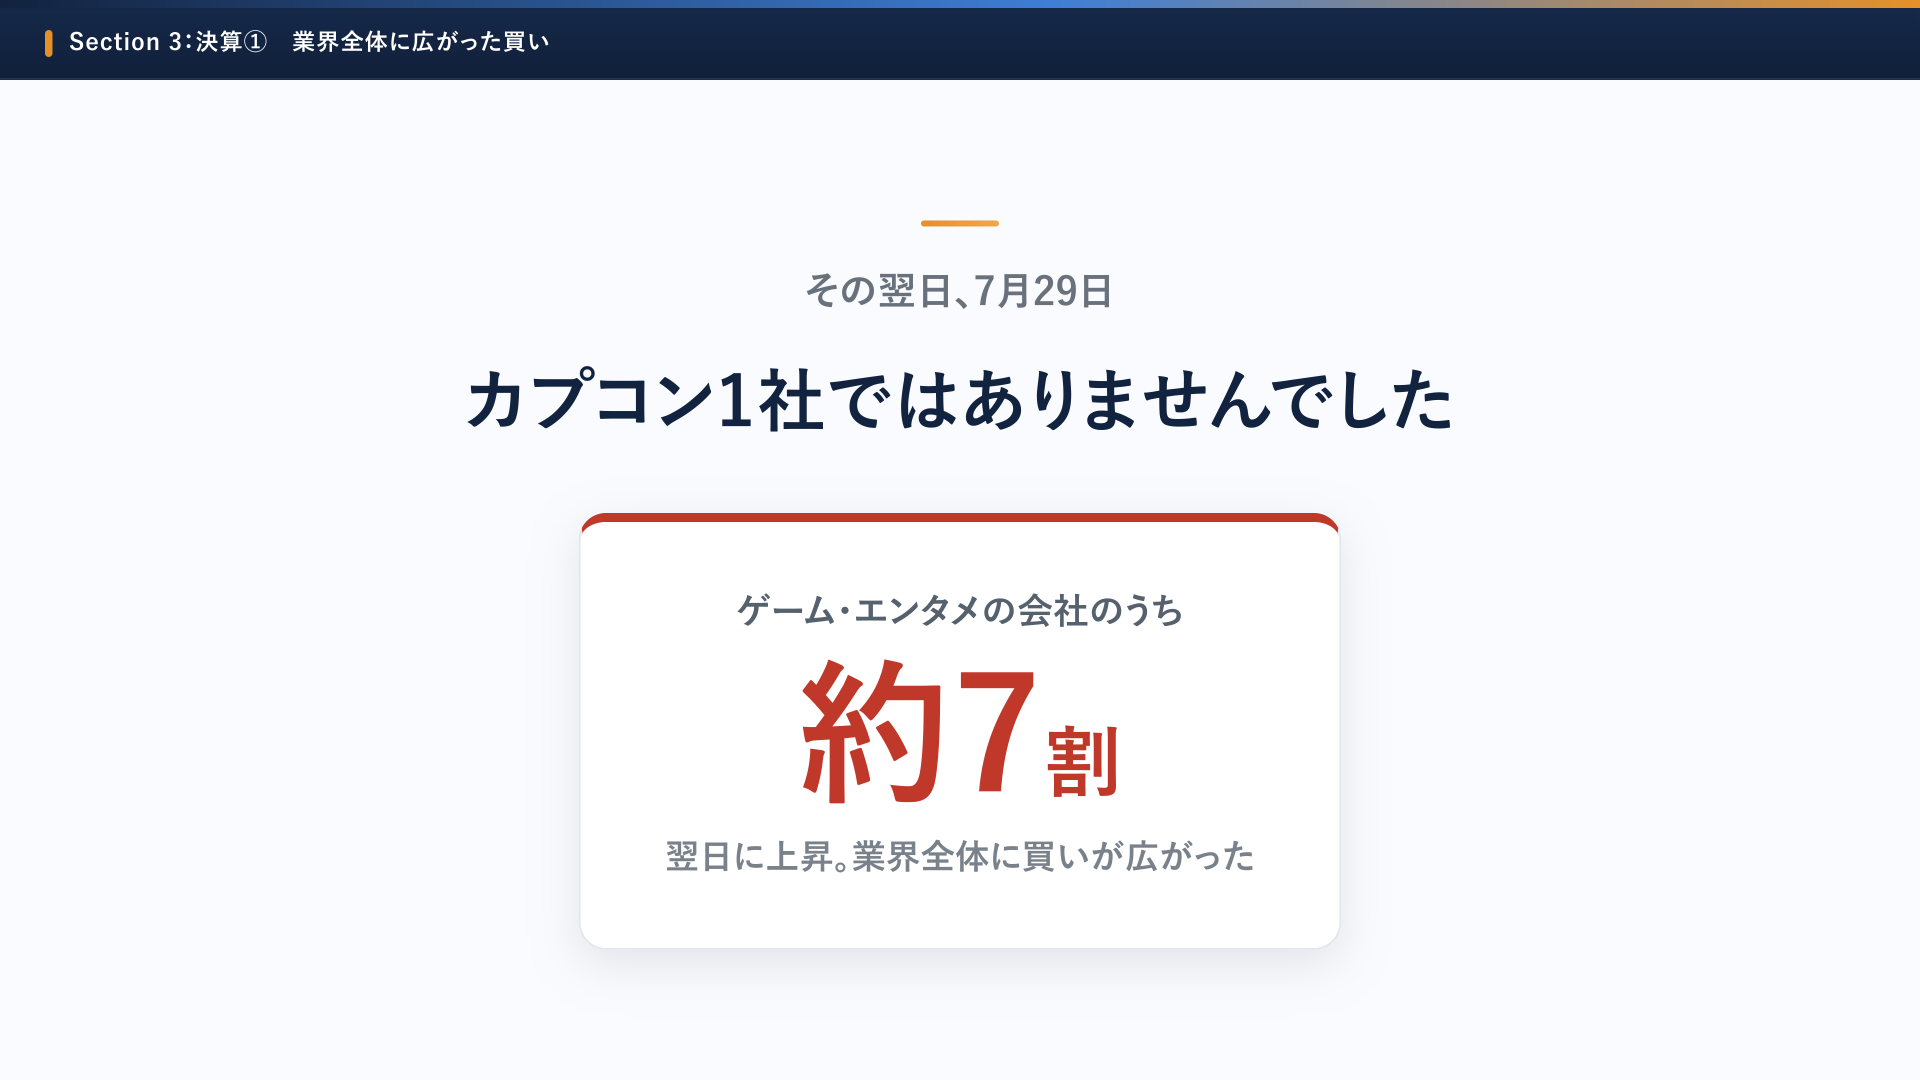 Section 3：決算①　業界全体に広がった買い
その翌日、7月29日
カプコン1社ではありませんでした
ゲーム・エンタメの会社のうち
約7割
翌日に上昇。業界全体に買いが広がった